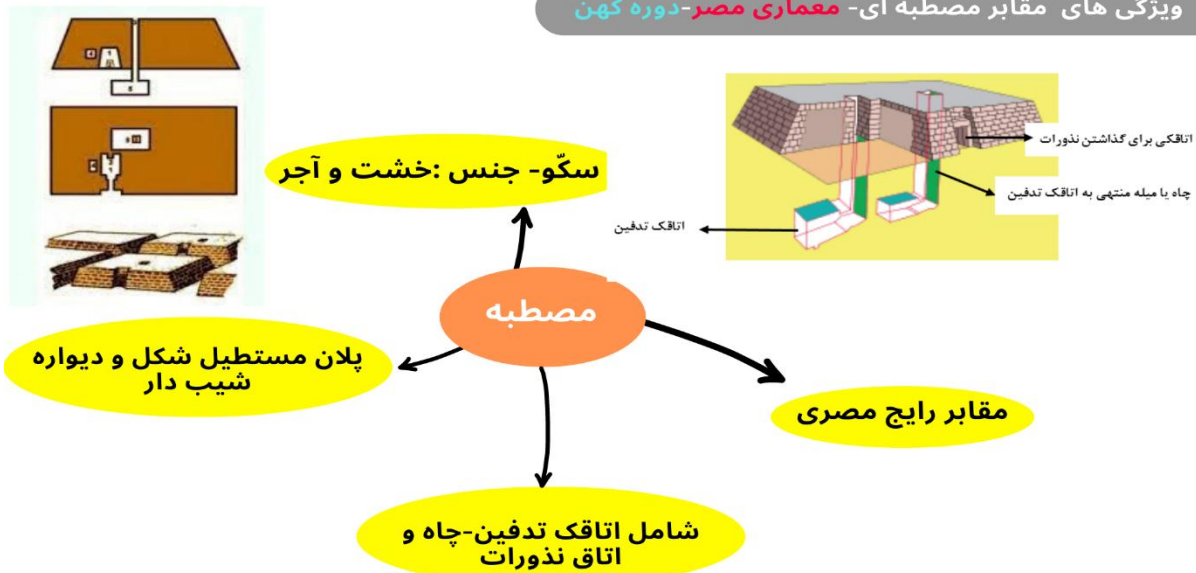 ویژگی های مقابر مصطبه ای- معماری مصر-دوره کهن
اتاقکی برای گذاشتن نذورات
چاه یا میله منتهی به اتاقک تدفین
اتاقک تدفین
سکّو- جنس :خشت و آجر
مصطبه
پلان مستطیل شکل و دیواره
شیب دار
مقابر رایج مصری
شامل اتاقک تدفین-چاه و
اتاق نذورات